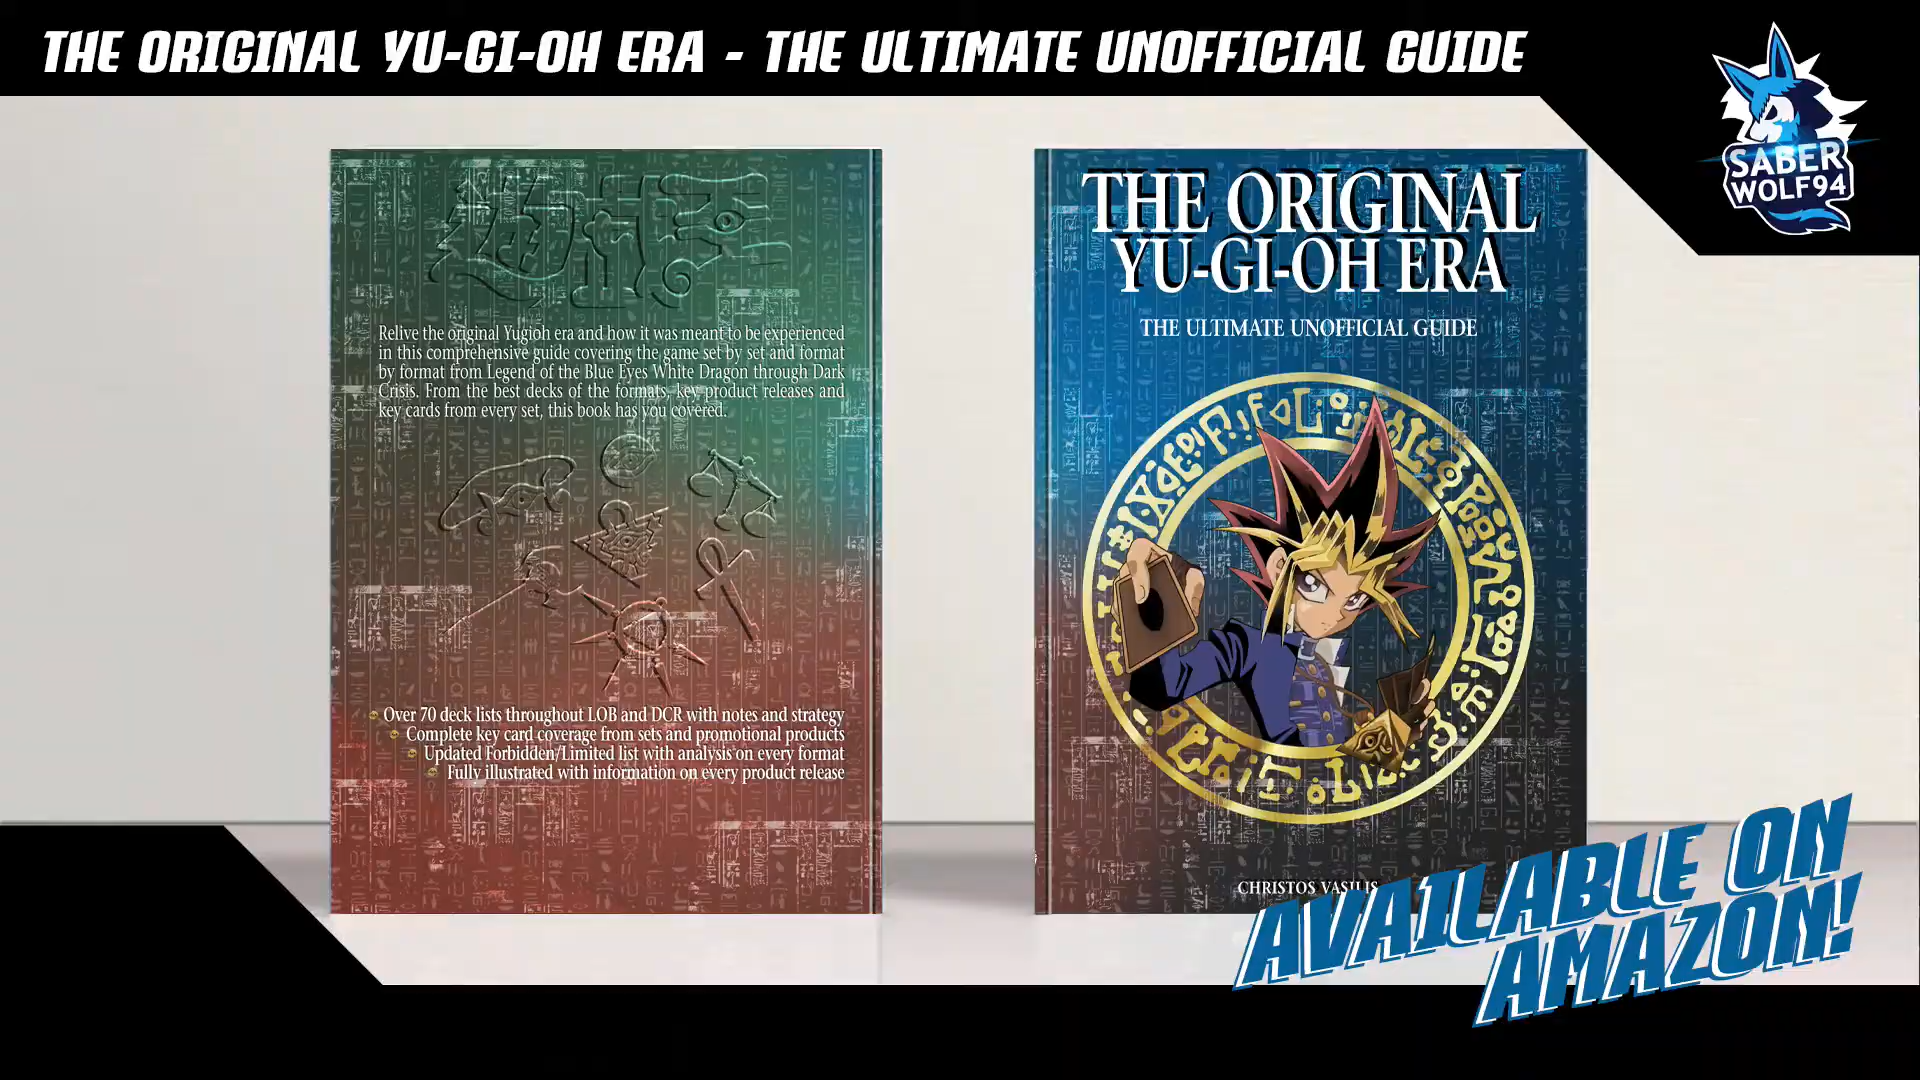 THE ORIGINAL YU-GI-OH ERA - THE ULTIMATE UNOFFICIAL GUIDE
SABER
WOLF94
Relive the original Yugioh era and how it was meant to be experienced
in this comprehensive guide covering the game set by set and format
by format from Legend of the Blue Eyes White Dragon through Dark
Crisis. From the best decks of the formats, key product releases and
key cards from every set, this book has you covered.
Over 70 deck lists throughout LOB and DCR with notes and strategy
Complete key card coverage from sets and promotional products
Updated Forbidden/Limited list with analysis on every format
Fully illustrated with information on every product release
THE ORIGINAL
YU-GI-OH ERA
THE ULTIMATE UNOFFICIAL GUIDE
CHRISTOS VASILIS
AVAILABLE ON
AMAZON!